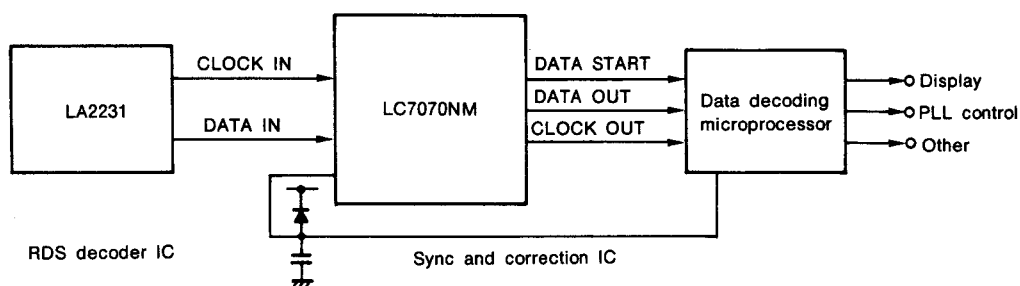 CLOCK IN
DATA IN
LA2231
LC7070NM
DATA START
DATA OUT
CLOCK OUT
Data decoding
microprocessor
Display
PLL control
Other
RDS decoder IC
Sync and correction IC